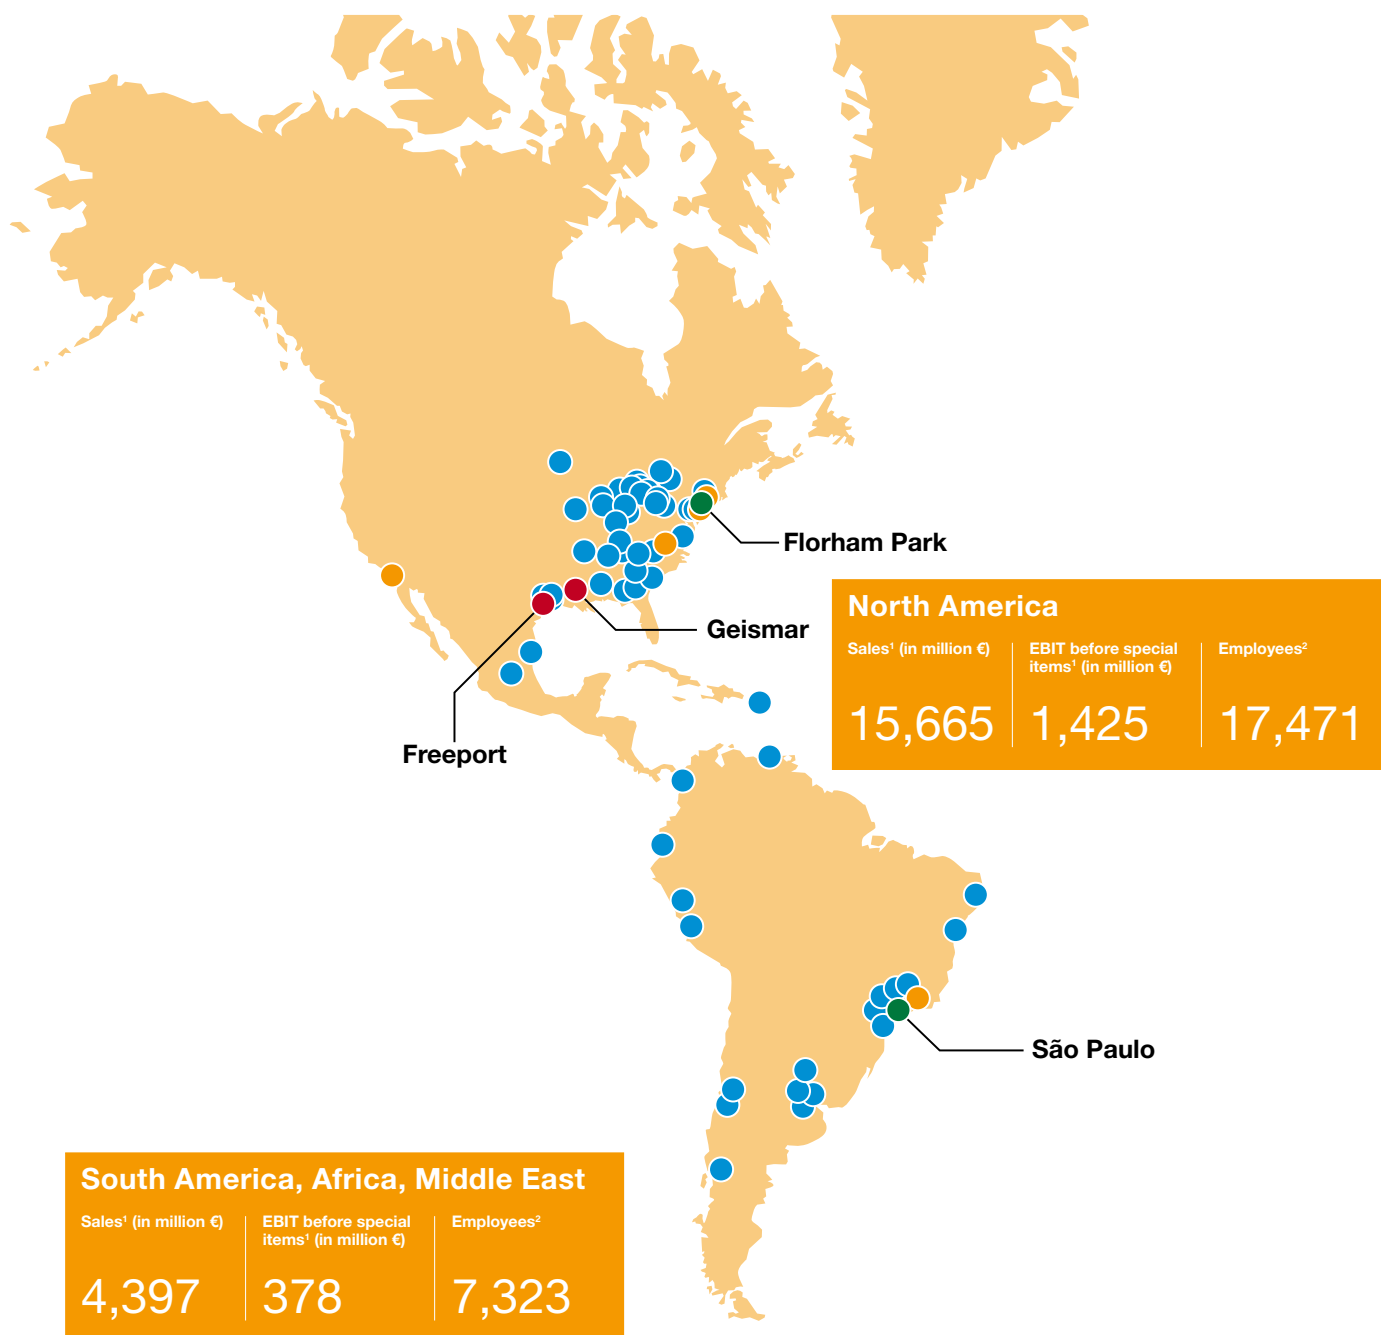 Florham Park
North America
Sales¹ (in million €)
EBIT before special
items¹ (in million €)
Employees²
15,665
1,425
17,471
Geismar
Freeport
São Paulo
South America, Africa, Middle East
Sales¹ (in million €)
EBIT before special
items¹ (in million €)
Employees²
4,397
378
7,323